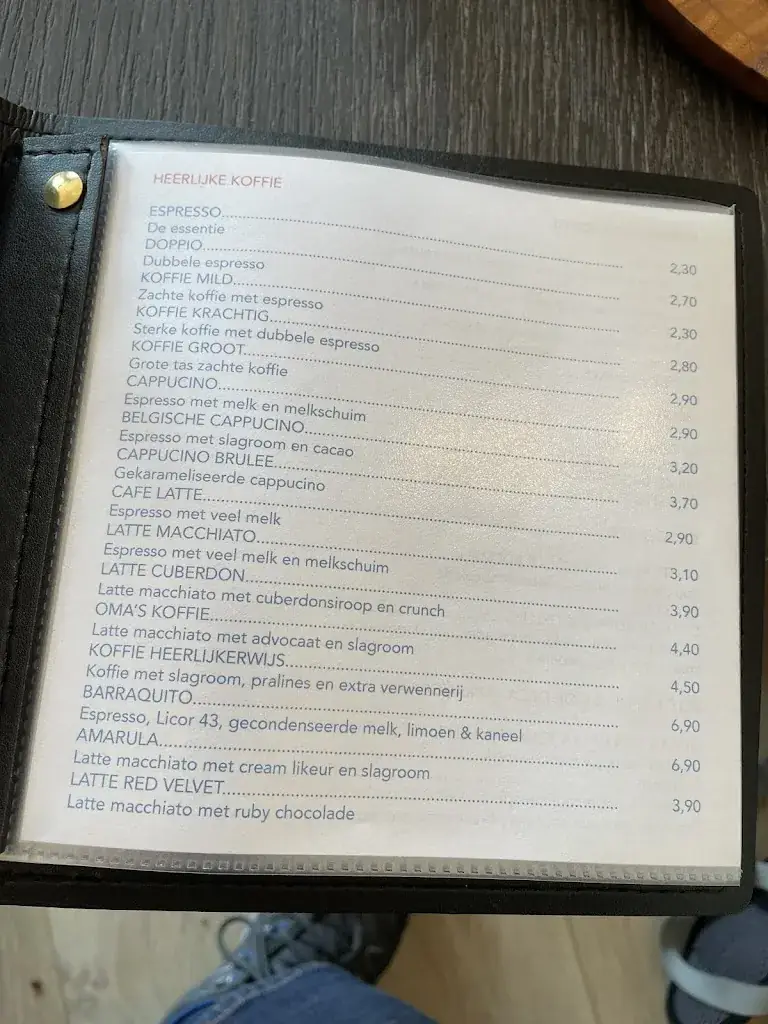 HEERLIJKE KOFFIE
ESPRESSO.......... 2,30
De essentie
DOPPIO.......... 2,70
Dubbele espresso
KOFFIE MILD.......... 2,30
Zachte koffie met espresso
KOFFIE KRACHTIG.......... 2,80
Sterke koffie met dubbele espresso
KOFFIE GROOT.......... 2,90
Grote tas zachte koffie
CAPPUCINO.......... 2,90
Espresso met melk en melkschuim
BELGISCHE CAPPUCINO.......... 3,20
Espresso met slagroom en cacao
CAPPUCINO BRULEE.......... 3,70
Gekarameliseerde cappucino
CAFE LATTE.......... 2,90
Espresso met veel melk
LATTE MACCHIATO.......... 3,10
Espresso met veel melk en melkschuim
LATTE CUBERDON.......... 3,90
Latte macchiato met cuberdonsiroop en crunch
OMA'S KOFFIE.......... 4,40
Latte macchiato met advocaat en slagroom
KOFFIE HEERLIJKERWIJS.......... 4,50
Koffie met slagroom, pralines en extra verwennerij
BARRAQUITO.......... 6,90
Espresso, Licor 43, gecondenseerde melk, limoen & kaneel
AMARULA.......... 6,90
Latte macchiato met cream likeur en slagroom
LATTE RED VELVET.......... 3,90
Latte macchiato met ruby chocolade